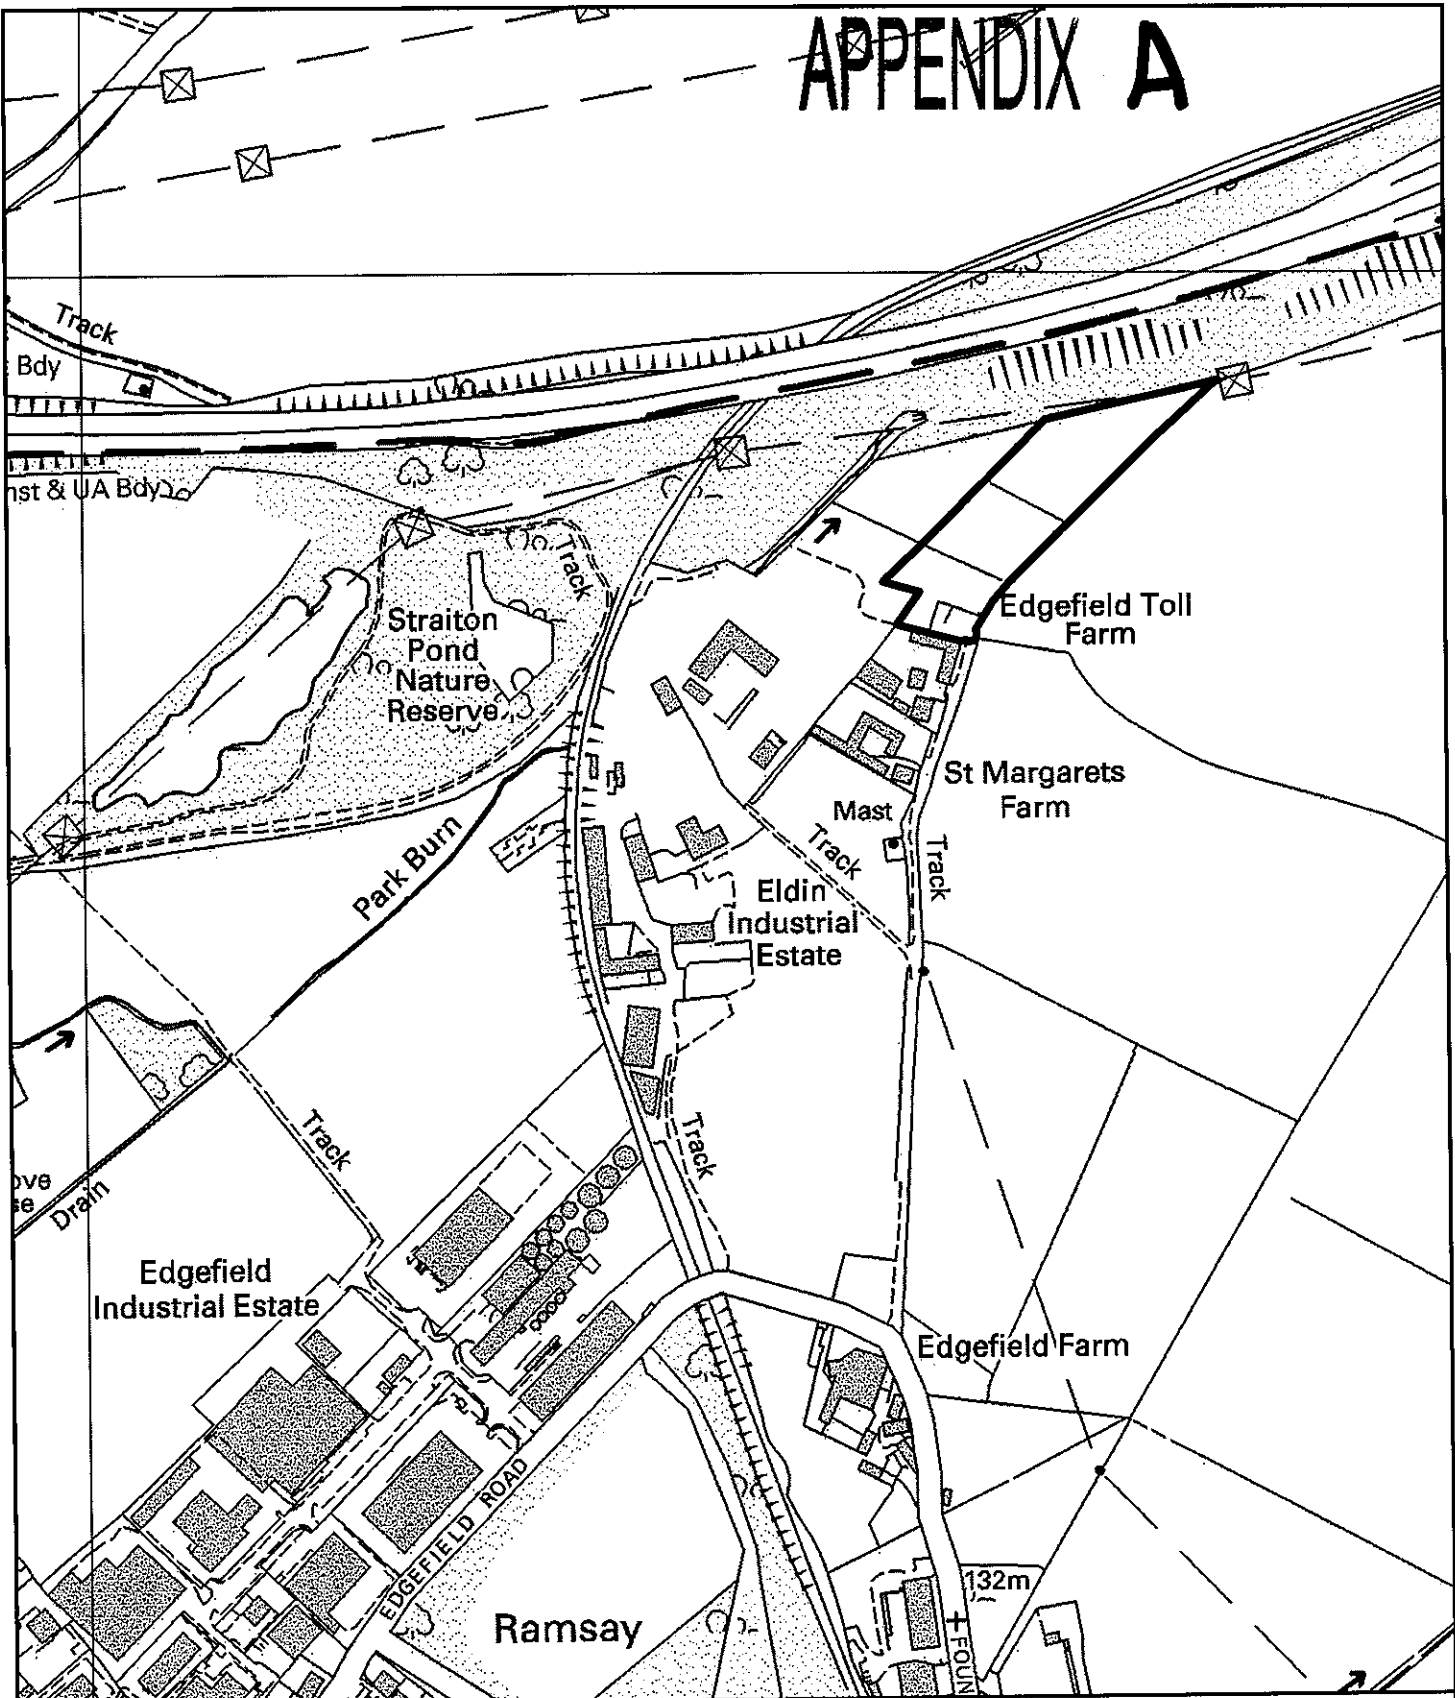 APPENDIX A
Track
Bdy
nst & UA Bdy
Track
Straiton
Pond
Nature
Reserve
Edgefield Toll
Farm
St Margarets
Farm
Mast
Track
Track
Park Burn
Eldin
Industrial
Estate
Track
Track
ove
se
Drain
Edgefield
Industrial Estate
Edgefield Farm
EDGEFIELD ROAD
132m
Ramsay
FOUN